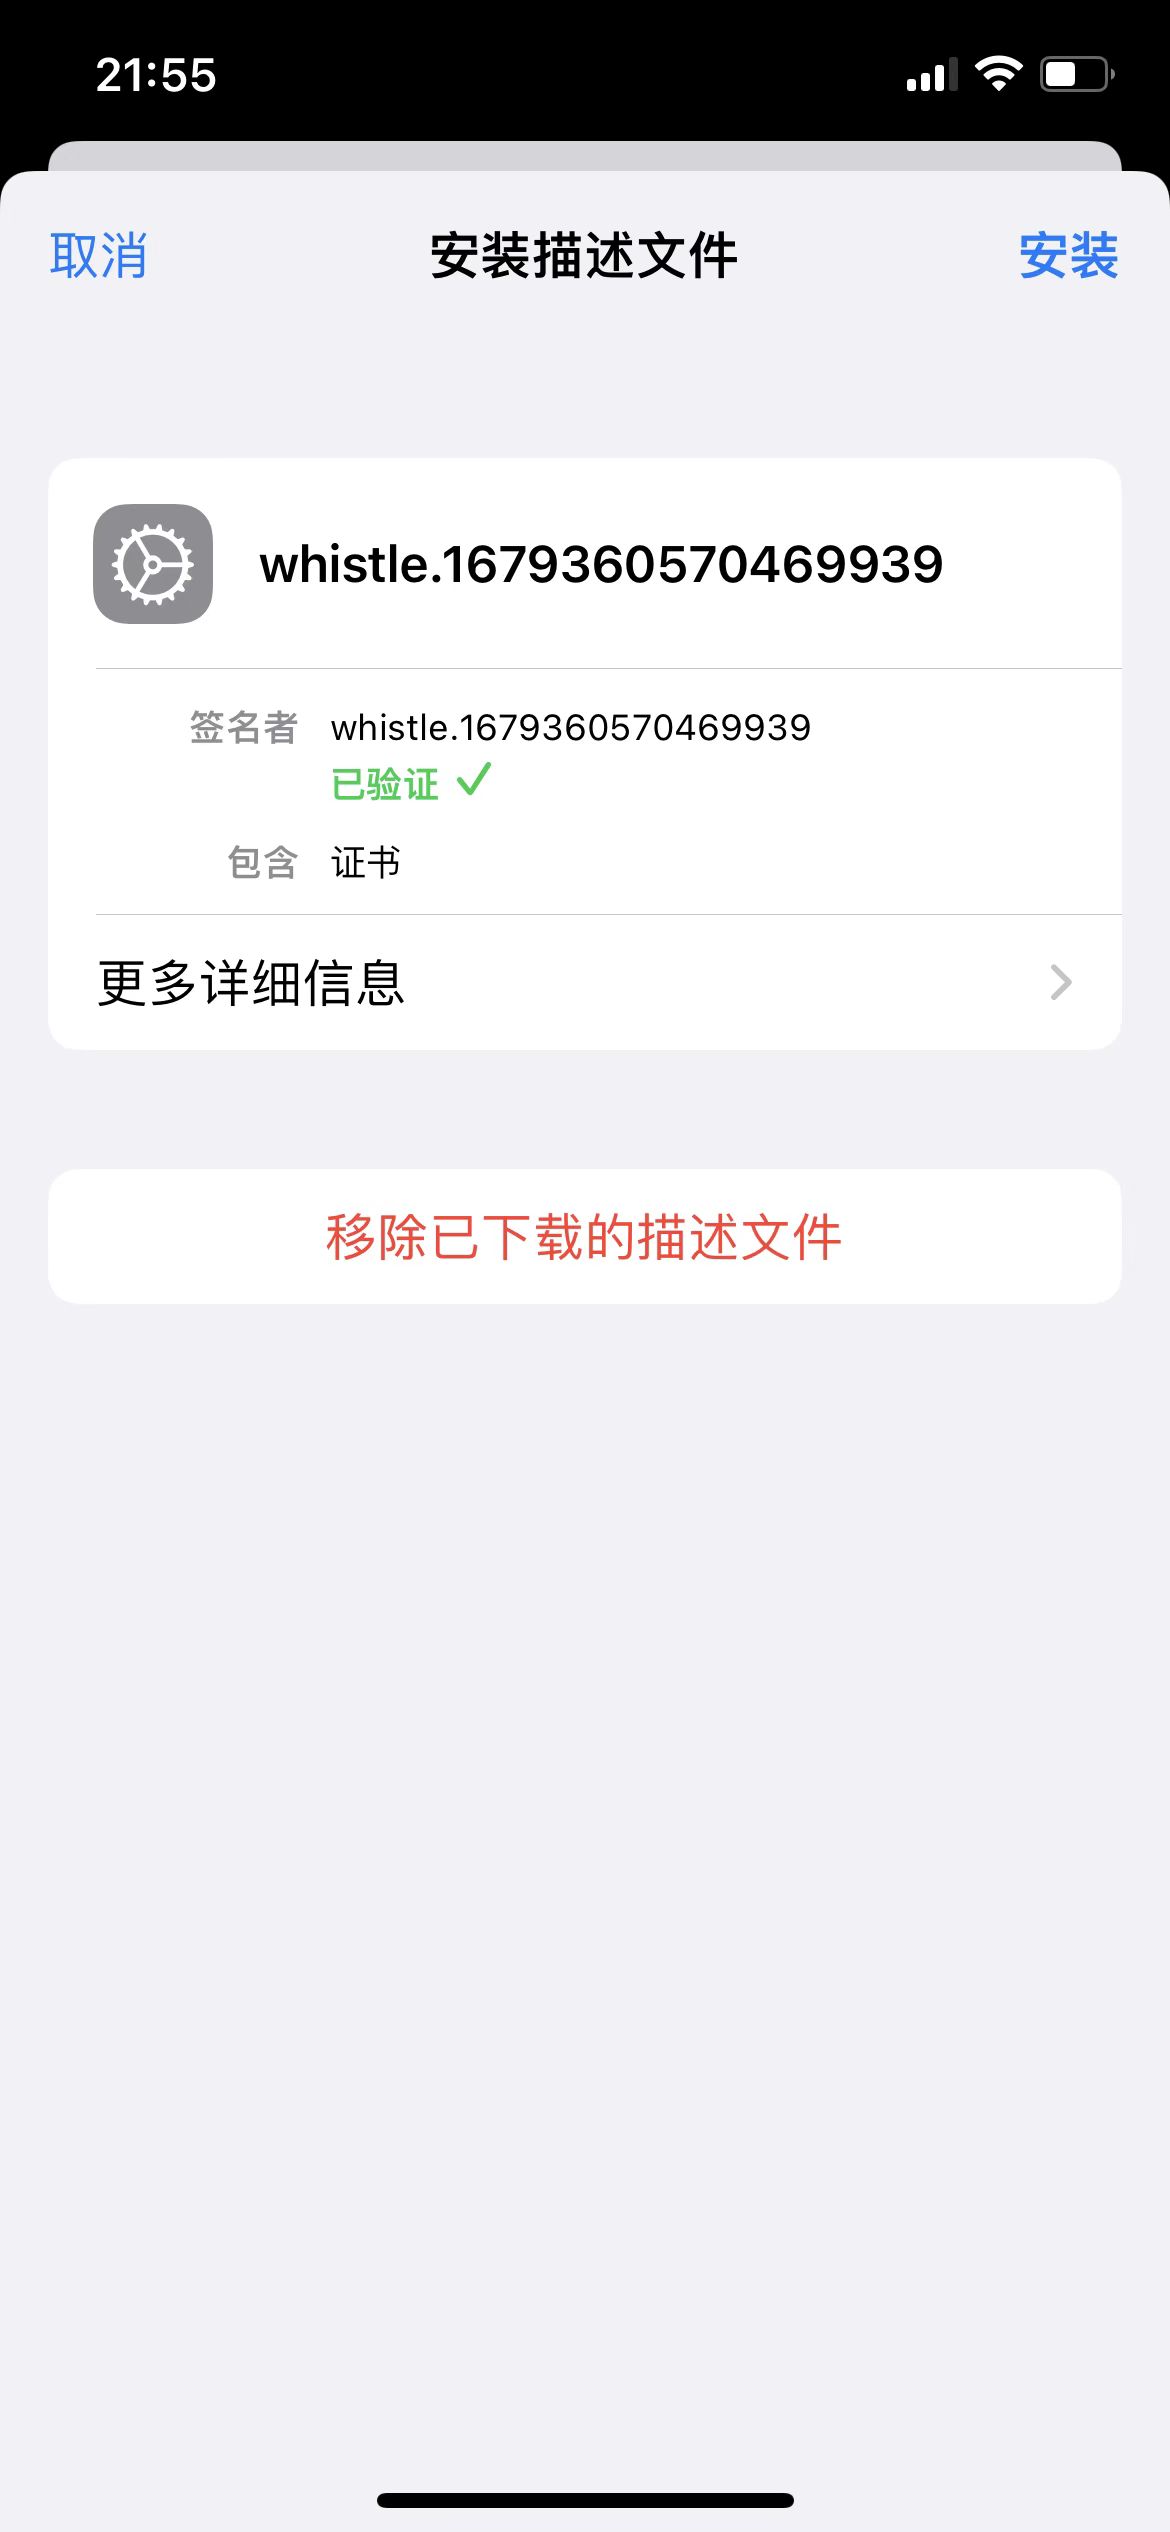 21:55
取消 安装描述文件 安装
whistle.1679360570469939
签名者 whistle.1679360570469939
已验证
包含 证书
更多详细信息
移除已下载的描述文件